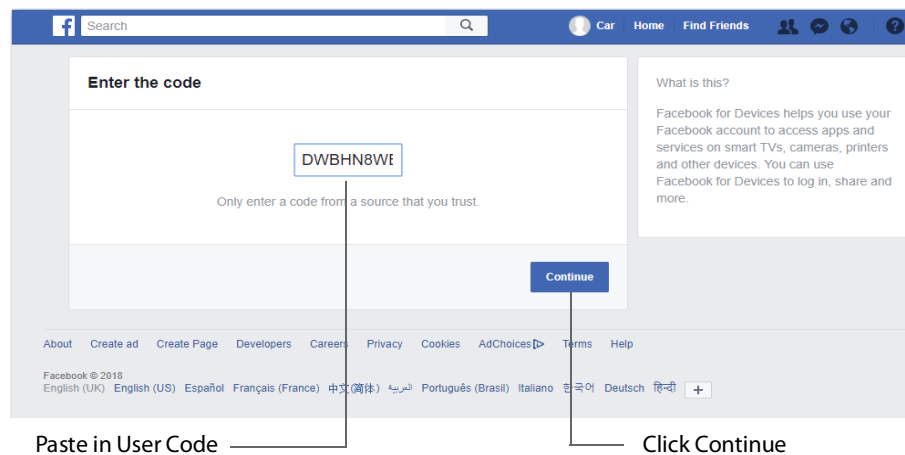 f Search Car Home Find Friends ?
Enter the code
DWBHN8WE
Only enter a code from a source that you trust.
Continue
What is this?
Facebook for Devices helps you use your
Facebook account to access apps and
services on smart TVs, cameras, printers
and other devices. You can use
Facebook for Devices to log in, share and
more.
About Create ad Create Page Developers Careers Privacy Cookies AdChoices Terms Help
Facebook © 2018
English (UK) English (US) Español Français (France) 中文(简体) العربية Português (Brasil) Italiano 한국어 Deutsch हिन्दी +
Paste in User Code Click Continue